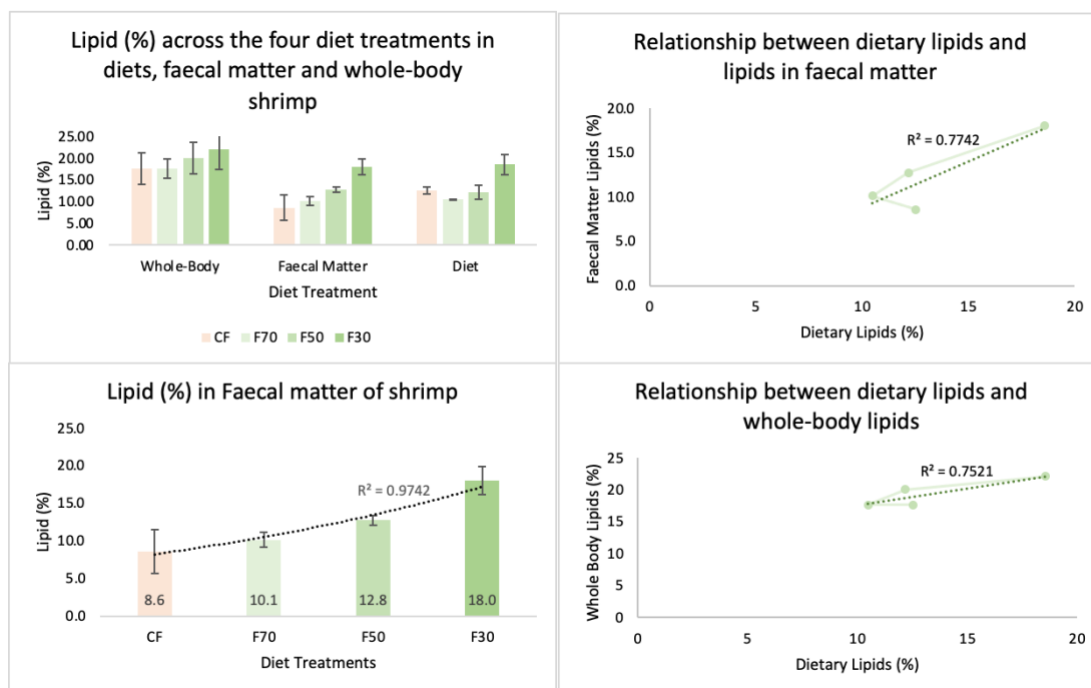 Lipid (%) across the four diet treatments in
diets, faecal matter and whole-body
shrimp
25.00
20.00
15.00
10.00
5.00
0.00
Lipid (%)
Whole-Body
Faecal Matter
Diet
Diet Treatment
CF F70 F50 F30
Relationship between dietary lipids and
lipids in faecal matter
20.0
15.0
10.0
5.0
0.0
Faecal Matter Lipids (%)
R² = 0.7742
0 5 10 15 20
Dietary Lipids (%)
Lipid (%) in Faecal matter of shrimp
25.0
20.0
15.0
10.0
5.0
0.0
Lipid (%)
R² = 0.9742
8.6 10.1 12.8 18.0
CF F70 F50 F30
Diet Treatments
Relationship between dietary lipids and
whole-body lipids
25
20
15
10
5
0
Whole Body Lipids (%)
R² = 0.7521
0 5 10 15 20
Dietary Lipids (%)